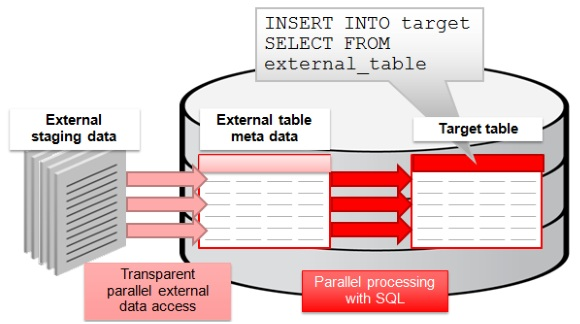 INSERT INTO target
SELECT FROM
external_table
External
staging data
External table
meta data
Target table
Transparent
parallel external
data access
Parallel processing
with SQL